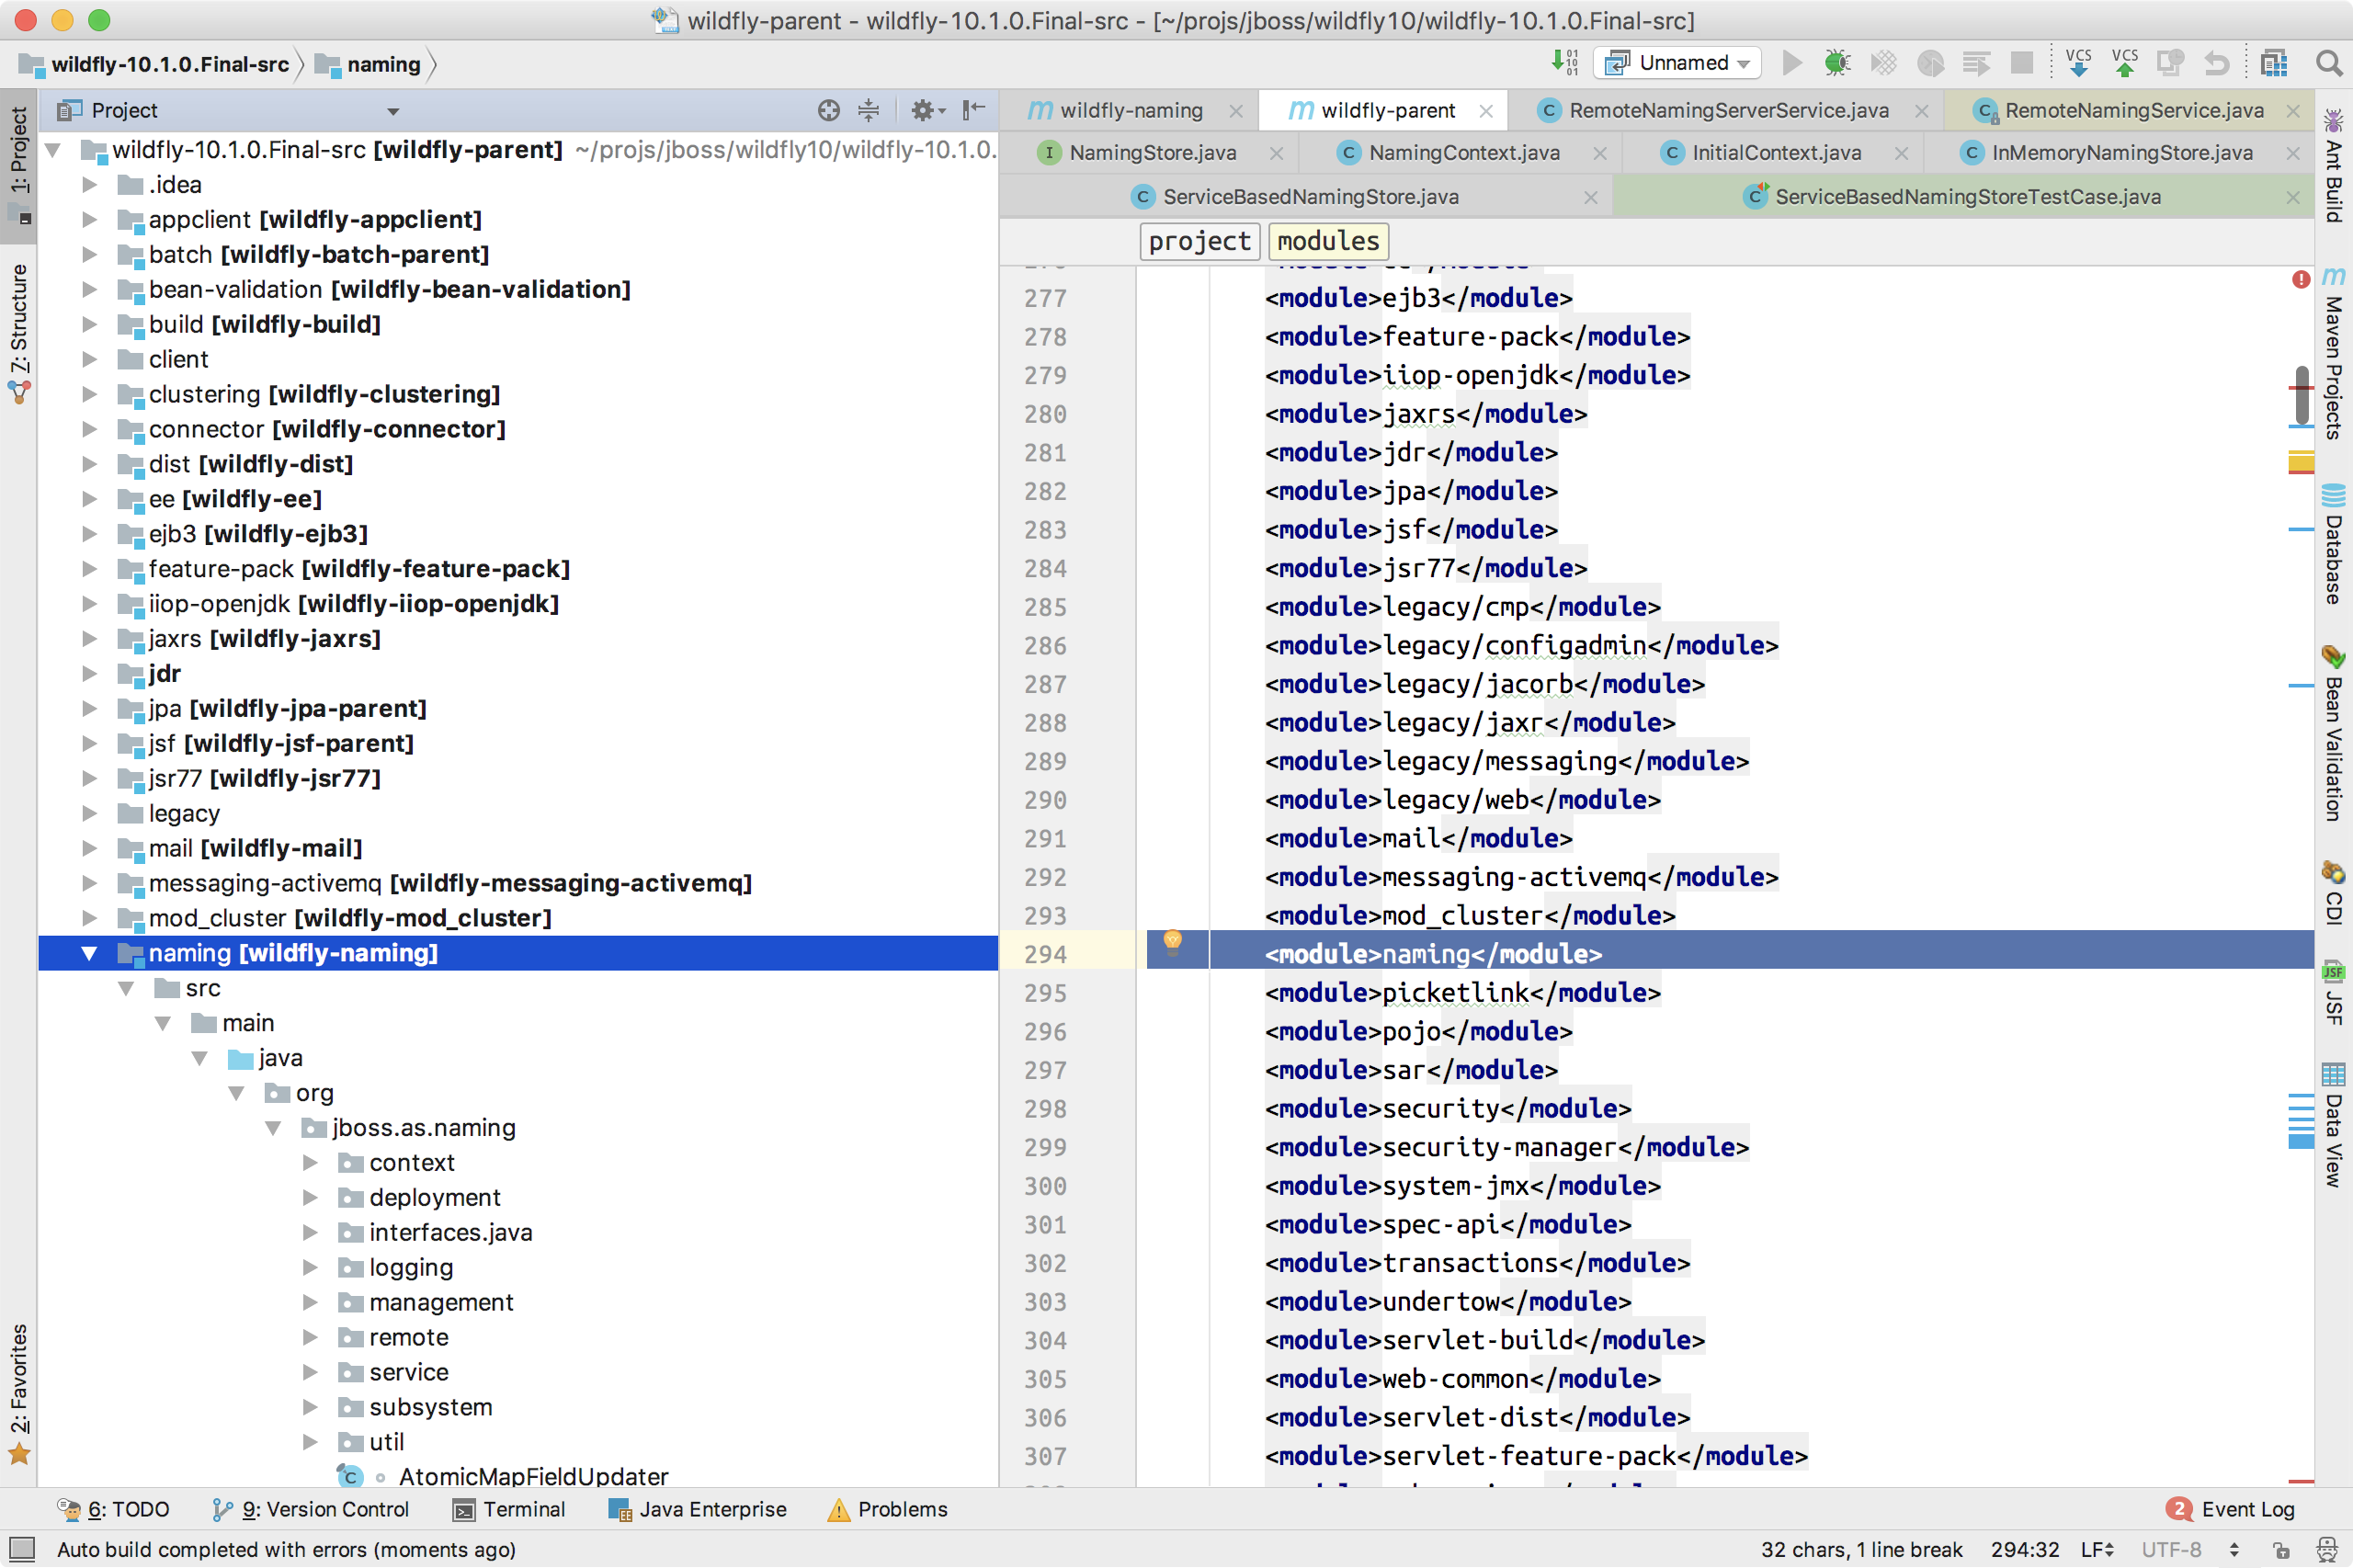 wildfly-parent - wildfly-10.1.0.Final-src - [~/projs/jboss/wildfly10/wildfly-10.1.0.Final-src]
wildfly-10.1.0.Final-src naming Unnamed VCS VCS
1: Project
7: Structure
2: Favorites
Project
wildfly-10.1.0.Final-src [wildfly-parent] ~/projs/jboss/wildfly10/wildfly-10.1.0.
.idea
appclient [wildfly-appclient]
batch [wildfly-batch-parent]
bean-validation [wildfly-bean-validation]
build [wildfly-build]
client
clustering [wildfly-clustering]
connector [wildfly-connector]
dist [wildfly-dist]
ee [wildfly-ee]
ejb3 [wildfly-ejb3]
feature-pack [wildfly-feature-pack]
iiop-openjdk [wildfly-iiop-openjdk]
jaxrs [wildfly-jaxrs]
jdr
jpa [wildfly-jpa-parent]
jsf [wildfly-jsf-parent]
jsr77 [wildfly-jsr77]
legacy
mail [wildfly-mail]
messaging-activemq [wildfly-messaging-activemq]
mod_cluster [wildfly-mod_cluster]
naming [wildfly-naming]
src
main
java
org
jboss.as.naming
context
deployment
interfaces.java
logging
management
remote
service
subsystem
util
AtomicMapFieldUpdater
wildfly-naming wildfly-parent RemoteNamingServerService.java RemoteNamingService.java
NamingStore.java NamingContext.java InitialContext.java InMemoryNamingStore.java
ServiceBasedNamingStore.java ServiceBasedNamingStoreTestCase.java
project modules
277 <module>ejb3</module>
278 <module>feature-pack</module>
279 <module>iiop-openjdk</module>
280 <module>jaxrs</module>
281 <module>jdr</module>
282 <module>jpa</module>
283 <module>jsf</module>
284 <module>jsr77</module>
285 <module>legacy/cmp</module>
286 <module>legacy/configadmin</module>
287 <module>legacy/jacorb</module>
288 <module>legacy/jaxr</module>
289 <module>legacy/messaging</module>
290 <module>legacy/web</module>
291 <module>mail</module>
292 <module>messaging-activemq</module>
293 <module>mod_cluster</module>
294 <module>naming</module>
295 <module>picketlink</module>
296 <module>pojo</module>
297 <module>sar</module>
298 <module>security</module>
299 <module>security-manager</module>
300 <module>system-jmx</module>
301 <module>spec-api</module>
302 <module>transactions</module>
303 <module>undertow</module>
304 <module>servlet-build</module>
305 <module>web-common</module>
306 <module>servlet-dist</module>
307 <module>servlet-feature-pack</module>
Ant Build
Maven Projects
Database
Bean Validation
CDI
JSF
Data View
6: TODO 9: Version Control Terminal Java Enterprise Problems 2 Event Log
Auto build completed with errors (moments ago) 32 chars, 1 line break 294:32 LF UTF-8